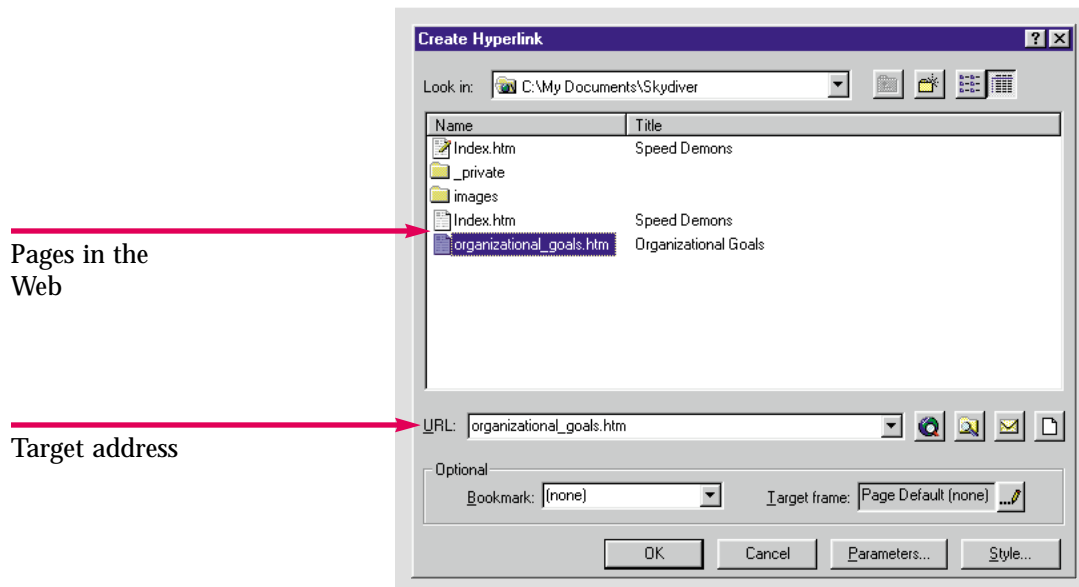 Create Hyperlink
Look in: C:\My Documents\Skydiver
Name Title
Index.htm Speed Demons
_private
images
Index.htm Speed Demons
organizational_goals.htm Organizational Goals
Pages in the
Web
URL: organizational_goals.htm
Target address
Optional
Bookmark: (none) Target frame: Page Default (none)
OK Cancel Parameters... Style...